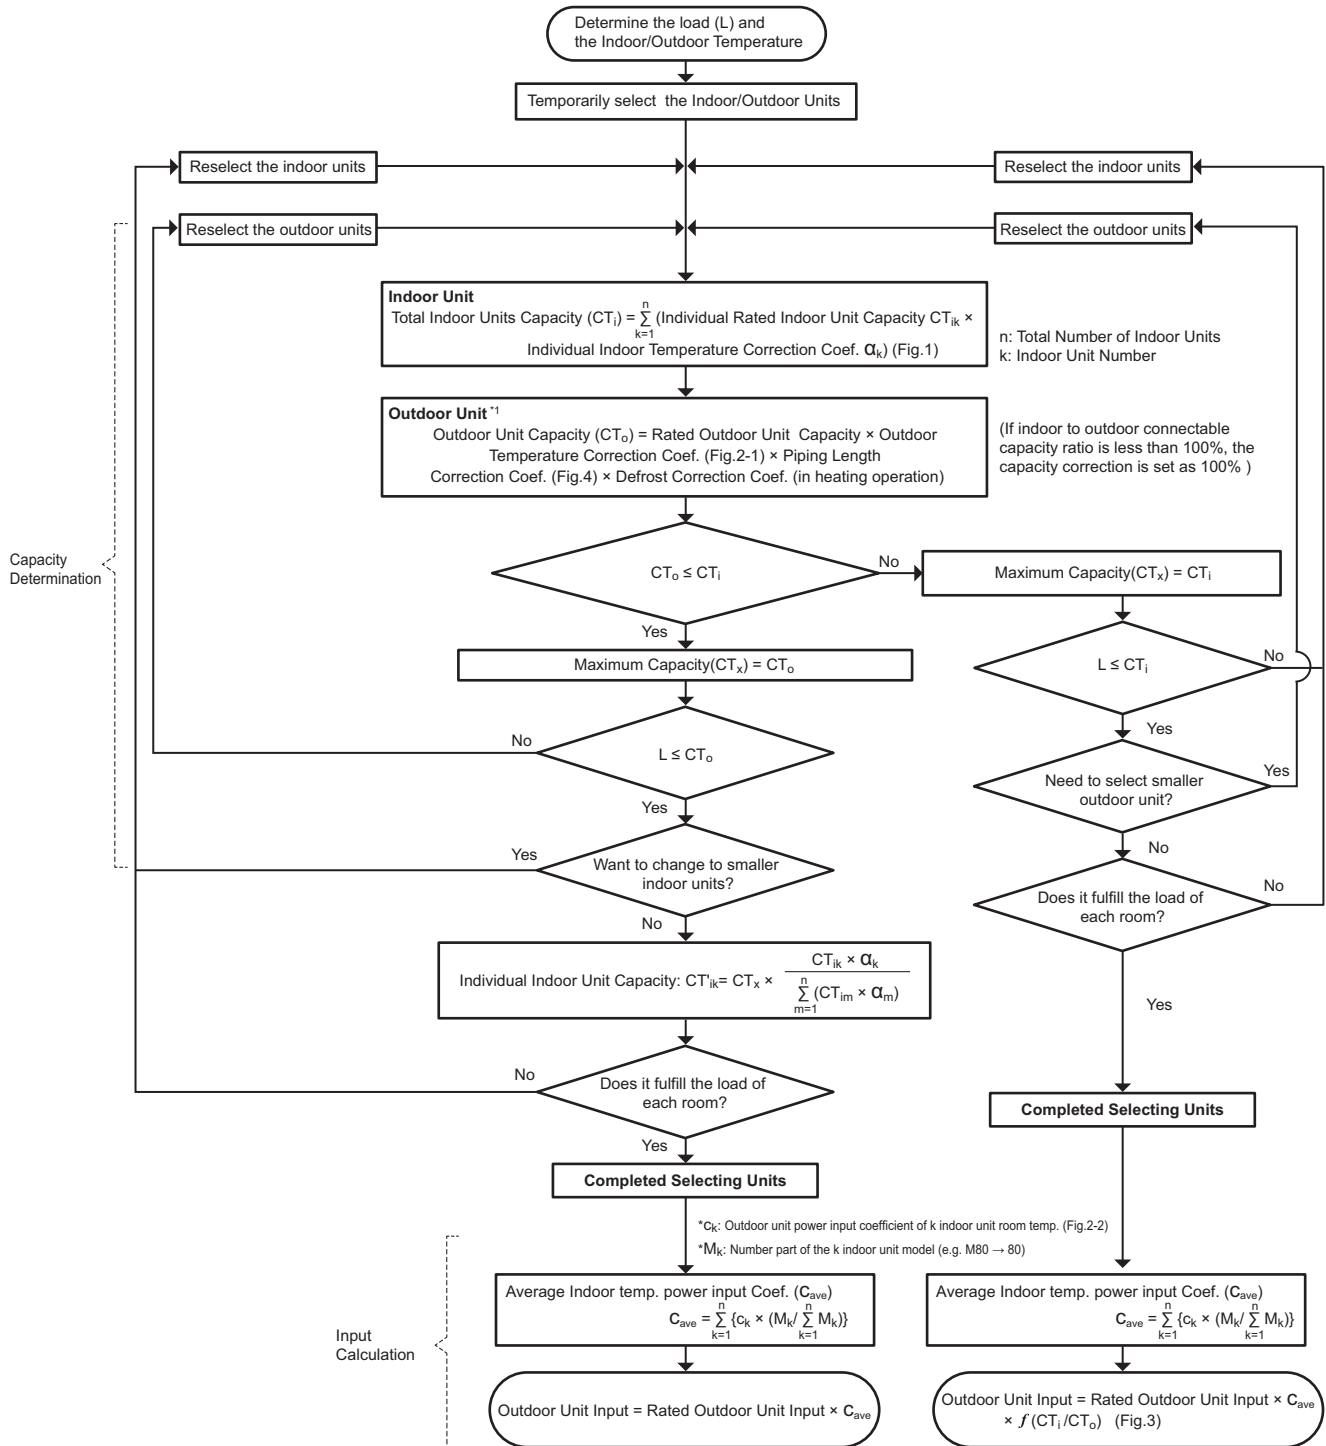 Determine the load (L) and
the Indoor/Outdoor Temperature
Temporarily select the Indoor/Outdoor Units
Reselect the indoor units
Reselect the indoor units
Reselect the outdoor units
Reselect the outdoor units
Indoor Unit
Total Indoor Units Capacity (CTi) = n∑k=1 (Individual Rated Indoor Unit Capacity CTik ×
Individual Indoor Temperature Correction Coef. αk) (Fig.1)
n: Total Number of Indoor Units
k: Indoor Unit Number
Outdoor Unit *1
Outdoor Unit Capacity (CTo) = Rated Outdoor Unit Capacity × Outdoor
Temperature Correction Coef. (Fig.2-1) × Piping Length
Correction Coef. (Fig.4) × Defrost Correction Coef. (in heating operation)
(If indoor to outdoor connectable
capacity ratio is less than 100%, the
capacity correction is set as 100% )
Capacity
Determination
CTo ≤ CTi
No
Maximum Capacity(CTx) = CTi
Yes
Maximum Capacity(CTx) = CTo
L ≤ CTi
No
Yes
No
L ≤ CTo
Yes
Need to select smaller
outdoor unit?
Yes
No
Yes
Want to change to smaller
indoor units?
No
Does it fulfill the load of
each room?
No
Individual Indoor Unit Capacity: CT'ik= CTx ×
CTik × αk
n∑m=1 (CTim × αm)
Yes
No
Does it fulfill the load of
each room?
Yes
Completed Selecting Units
Completed Selecting Units
*ck: Outdoor unit power input coefficient of k indoor unit room temp. (Fig.2-2)
*Mk: Number part of the k indoor unit model (e.g. M80 → 80)
Input
Calculation
Average Indoor temp. power input Coef. (Cave)
Cave = n∑k=1 {ck × (Mk/ n∑k=1 Mk)}
Average Indoor temp. power input Coef. (Cave)
Cave = n∑k=1 {ck × (Mk/ n∑k=1 Mk)}
Outdoor Unit Input = Rated Outdoor Unit Input × Cave
Outdoor Unit Input = Rated Outdoor Unit Input × Cave
× f (CTi /CTo) (Fig.3)